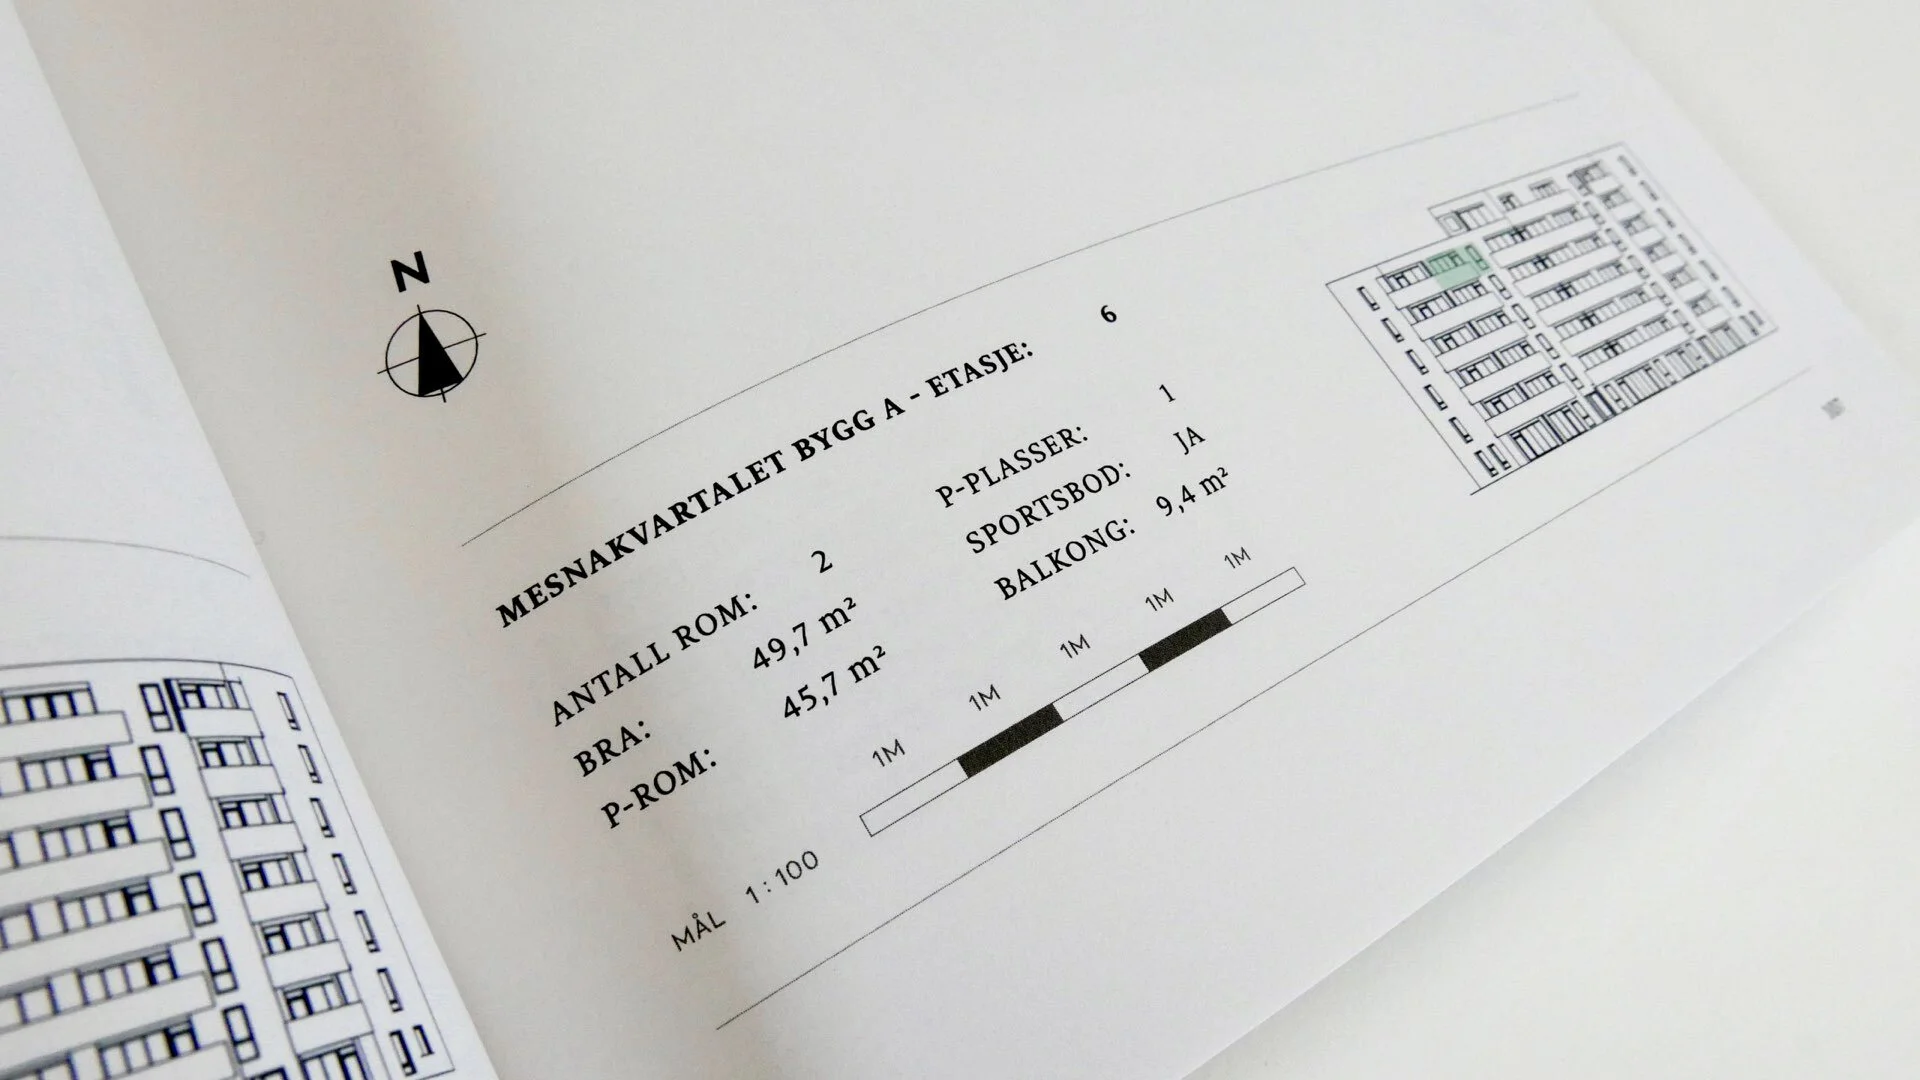 N
MESNAKVARTALET BYGG A - ETASJE: 6
ANTALL ROM: 2
BRA: 49,7 m²
P-ROM: 45,7 m²
P-PLASSER: 1
SPORTSBOD: JA
BALKONG: 9,4 m²
MÅL 1 : 100
1M 1M 1M 1M 1M